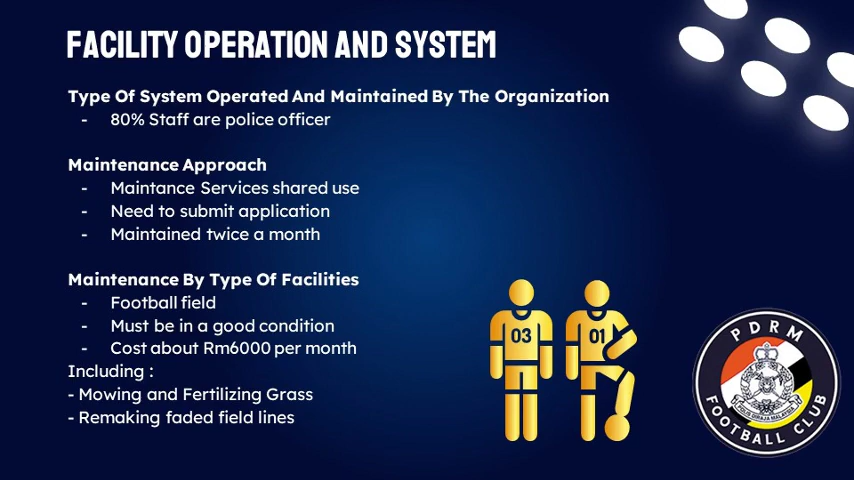 FACILITY OPERATION AND SYSTEM
Type Of System Operated And Maintained By The Organization
- 80% Staff are police officer
Maintenance Approach
- Maintance Services shared use
- Need to submit application
- Maintained twice a month
Maintenance By Type Of Facilities
- Football field
- Must be in a good condition
- Cost about Rm6000 per month
Including :
- Mowing and Fertilizing Grass
- Remaking faded field lines
03
01
PDRM
POLIS DIRAJA MALAYSIA
FOOTBALL CLUB